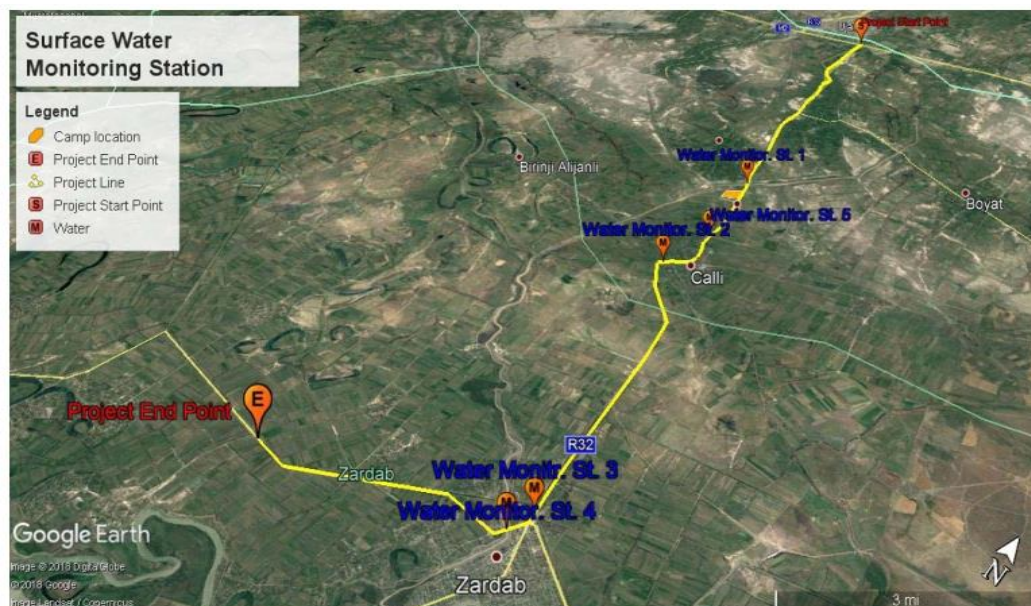 Surface Water
Monitoring Station
Legend
Camp location
E Project End Point
Project Line
S Project Start Point
M Water
S
Project Start Point
Water Monitor. St. 1
M
Birinji Alijanli
Boyat
Water Monitor. St. 5
Water Monitor. St. 2
M
Calli
E
Project End Point
R32
Zardab
Water Monitr. St. 3
M
Water Monitor. St. 4
M
Zardab
Google Earth
Image © 2018 DigitalGlobe
© 2018 Google
Image Landsat / Copernicus
N
3 mi